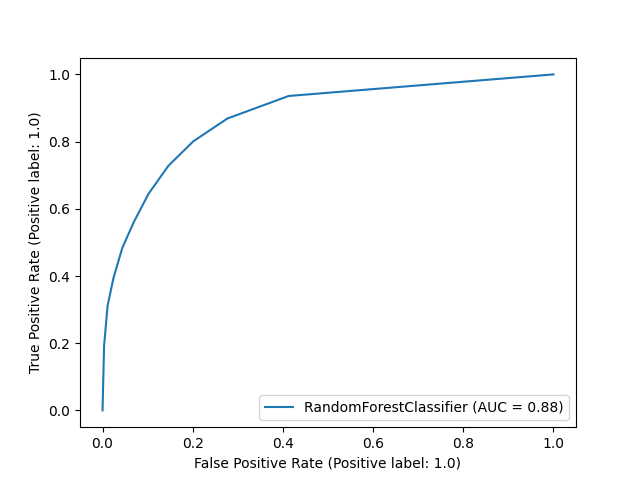 1.0
0.8
0.6
0.4
0.2
0.0
True Positive Rate (Positive label: 1.0)
RandomForestClassifier (AUC = 0.88)
0.0 0.2 0.4 0.6 0.8 1.0
False Positive Rate (Positive label: 1.0)